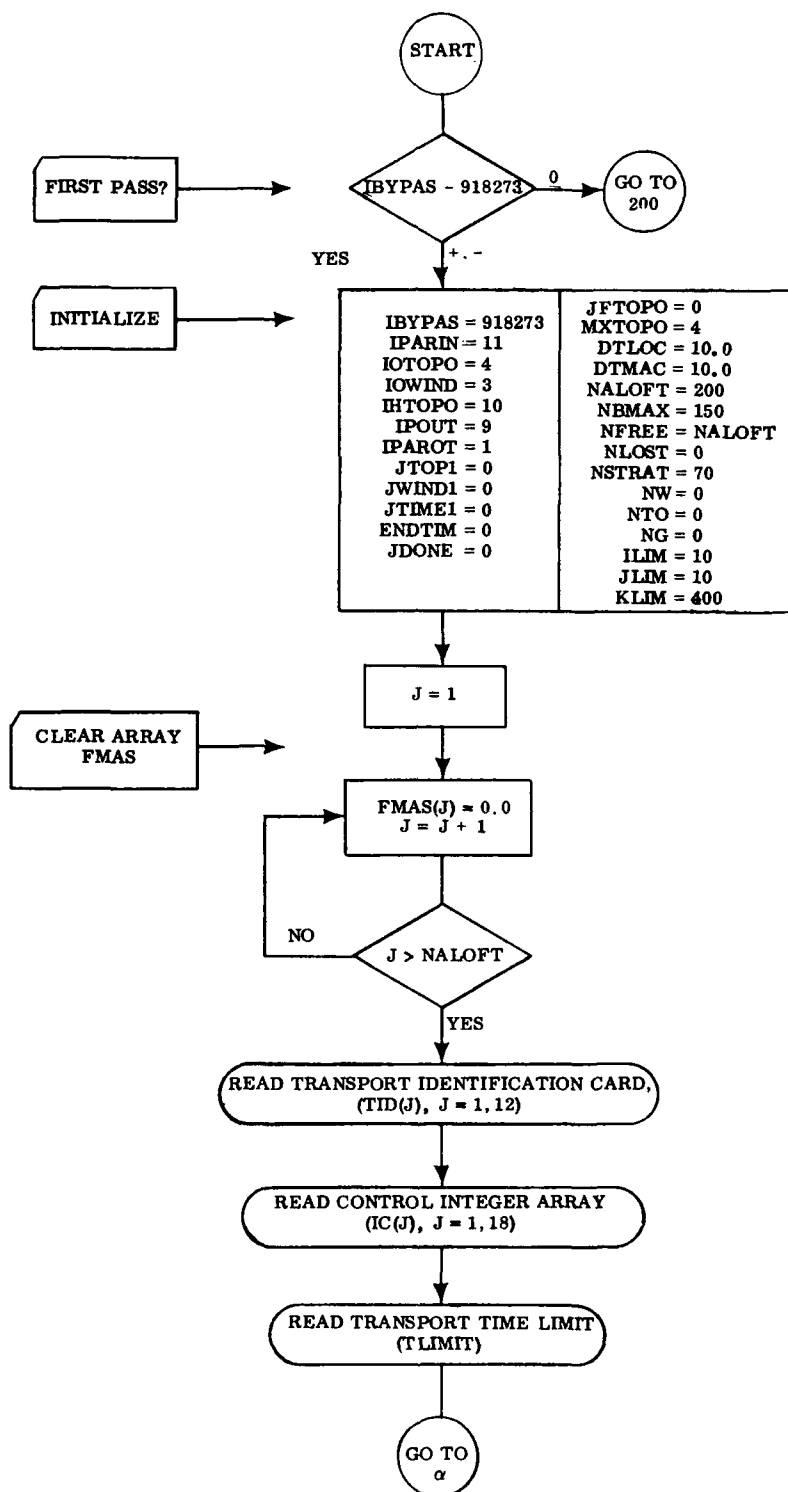 START
FIRST PASS?
IBYPAS - 918273
0
GO TO
200
YES
+, -
INITIALIZE
IBYPAS = 918273
IPARIN = 11
IOTOPO = 4
IOWIND = 3
IHTOPO = 10
IPOUT = 9
IPAROT = 1
JTOP1 = 0
JWIND1 = 0
JTIME1 = 0
ENDTIM = 0
JDONE = 0
JFTOPO = 0
MXTOPO = 4
DTLOC = 10.0
DTMAC = 10.0
NALOFT = 200
NBMAX = 150
NFREE = NALOFT
NLOST = 0
NSTRAT = 70
NW = 0
NTO = 0
NG = 0
ILIM = 10
JLIM = 10
KLIM = 400
J = 1
CLEAR ARRAY
FMAS
FMAS(J) = 0.0
J = J + 1
NO
J > NALOFT
YES
READ TRANSPORT IDENTIFICATION CARD,
(TID(J), J = 1,12)
READ CONTROL INTEGER ARRAY
(IC(J), J = 1,18)
READ TRANSPORT TIME LIMIT
(TLIMIT)
GO TO
α